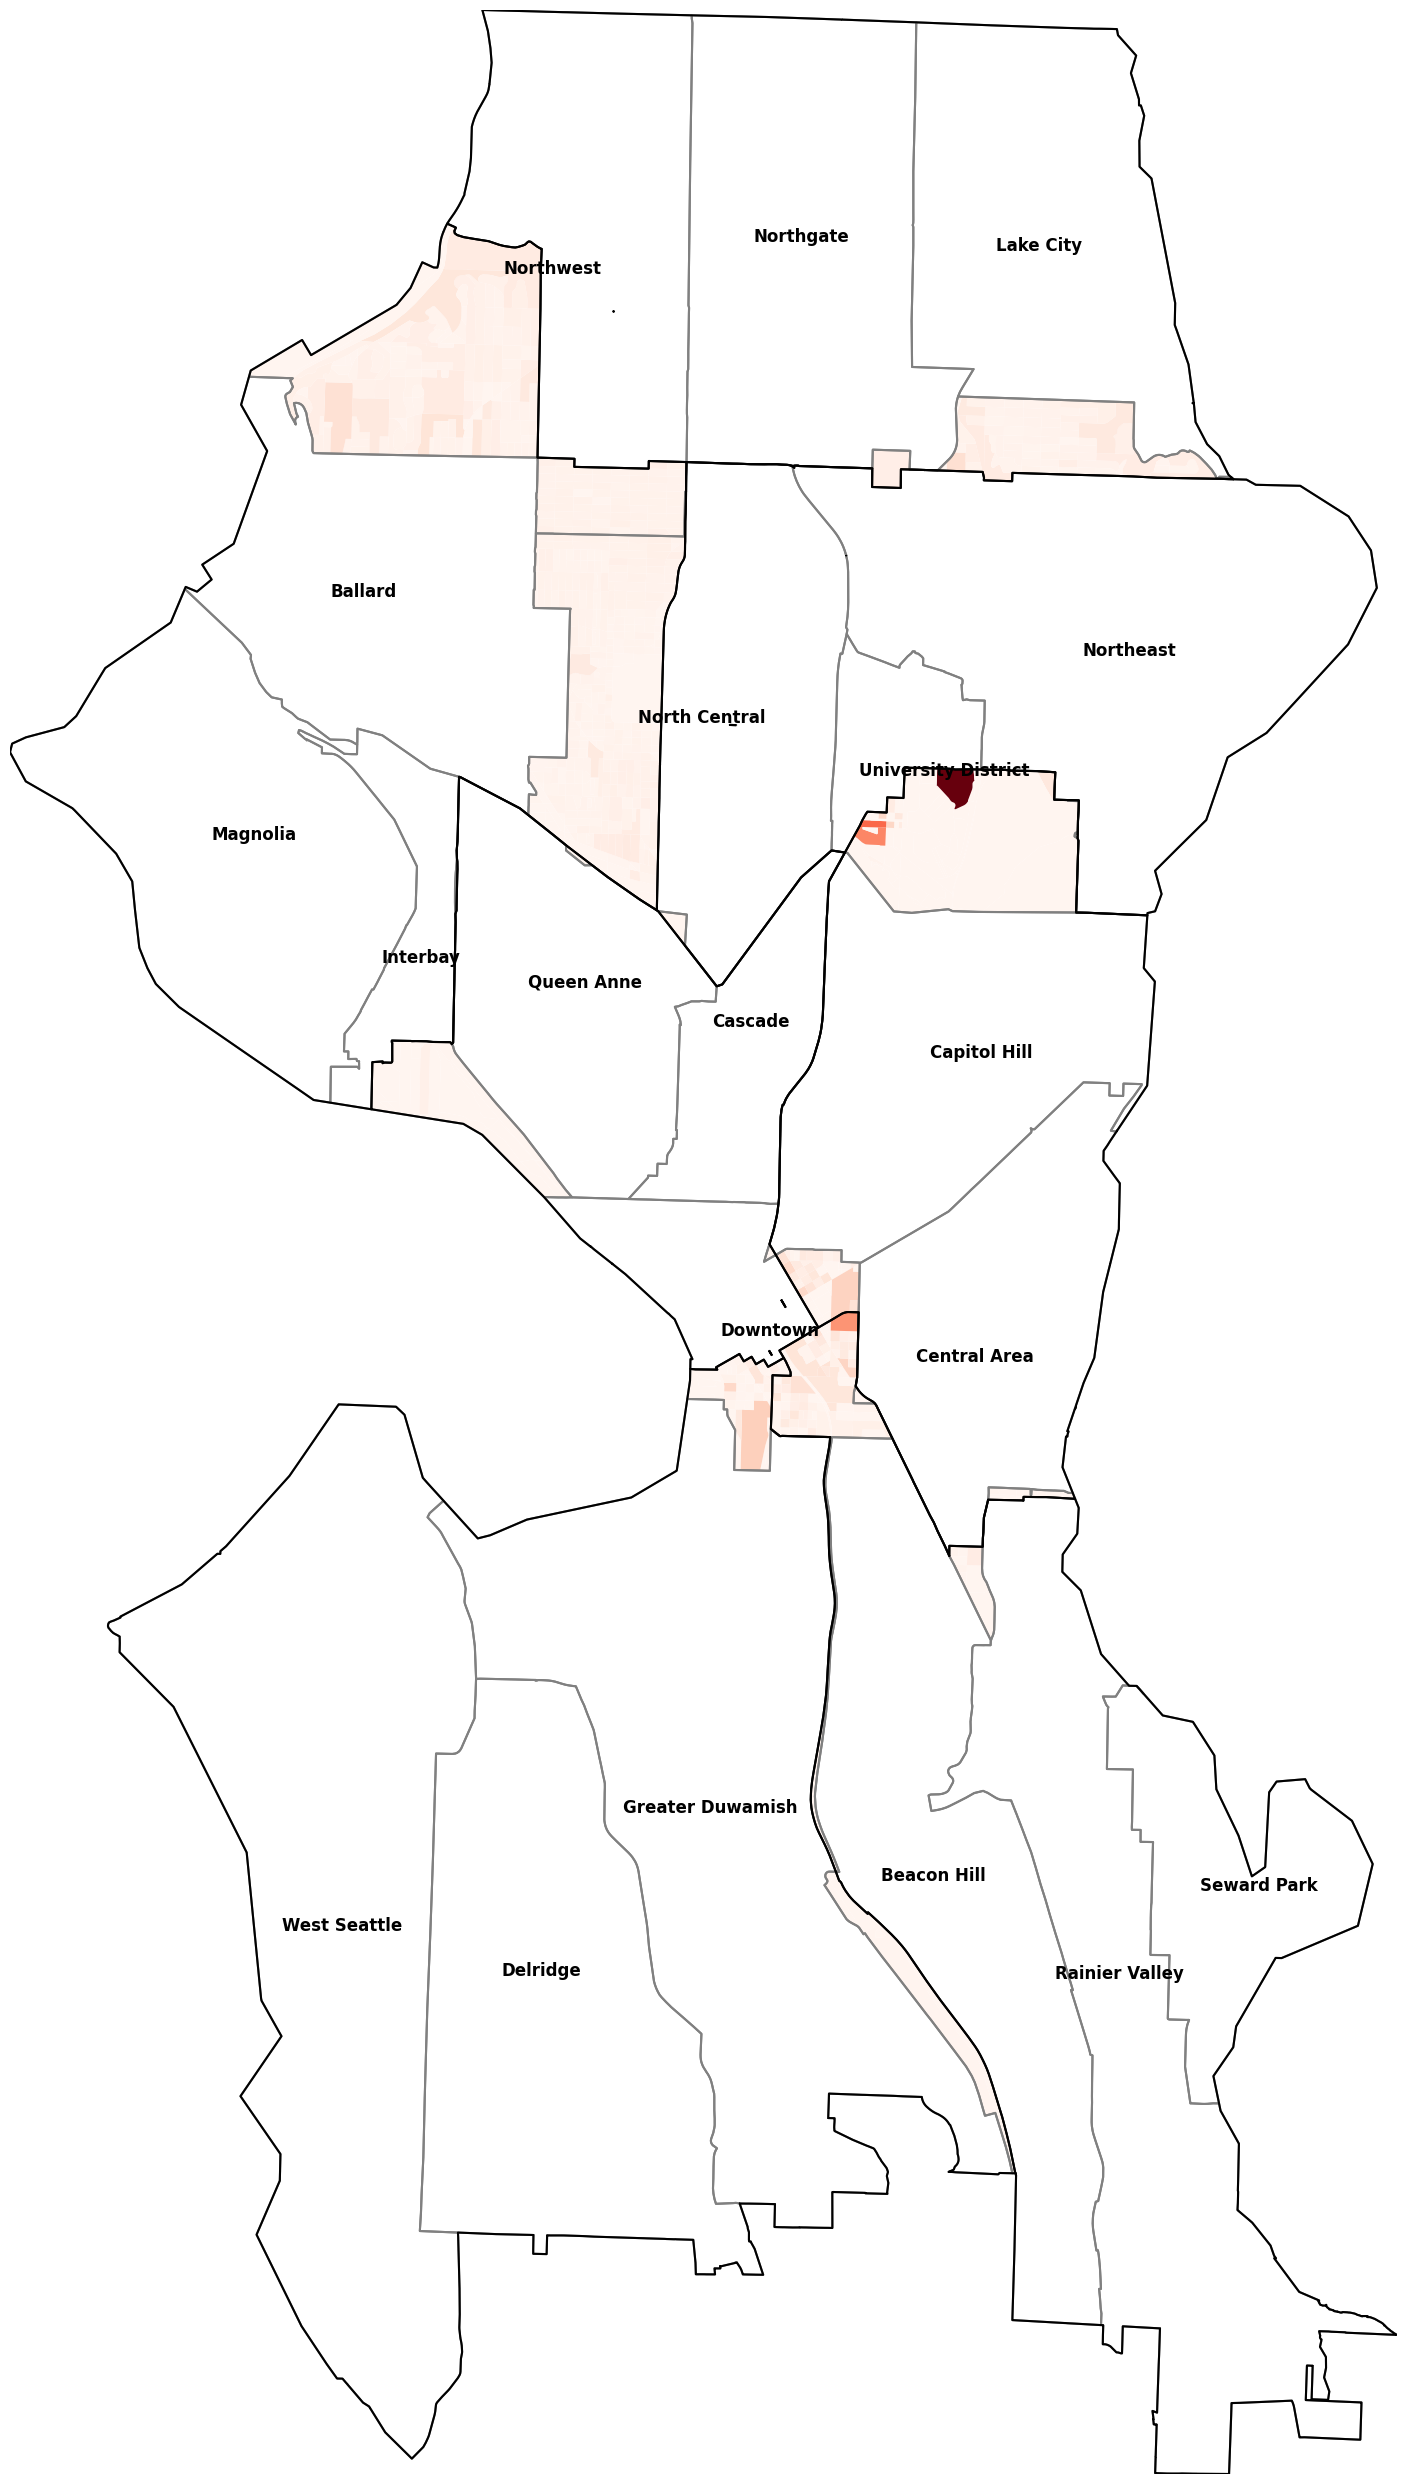 Northgate
Lake City
Northwest
Ballard
Northeast
North Central
University District
Magnolia
Interbay
Queen Anne
Cascade
Capitol Hill
Downtown
Central Area
Greater Duwamish
Beacon Hill
Seward Park
West Seattle
Delridge
Rainier Valley